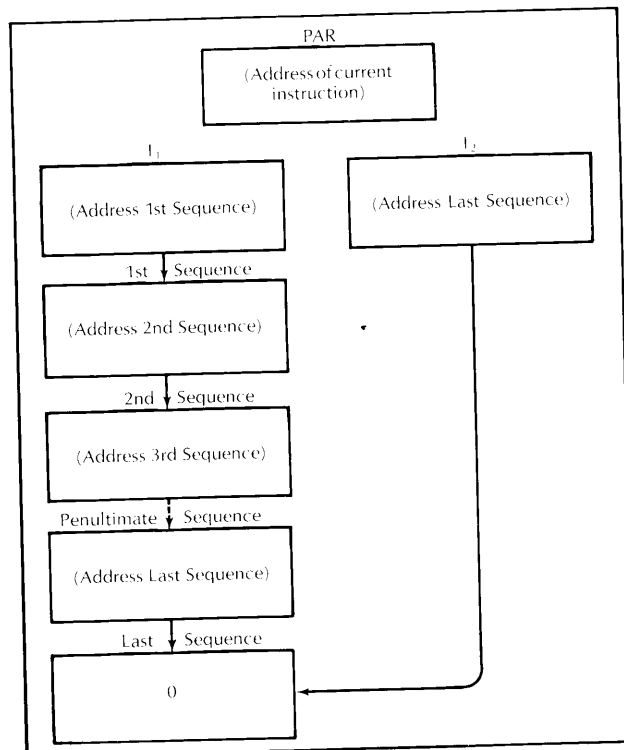 PAR
(Address of current
instruction)
I₁
I₂
(Address 1st Sequence)
(Address Last Sequence)
1st Sequence
(Address 2nd Sequence)
2nd Sequence
(Address 3rd Sequence)
Penultimate Sequence
(Address Last Sequence)
Last Sequence
0